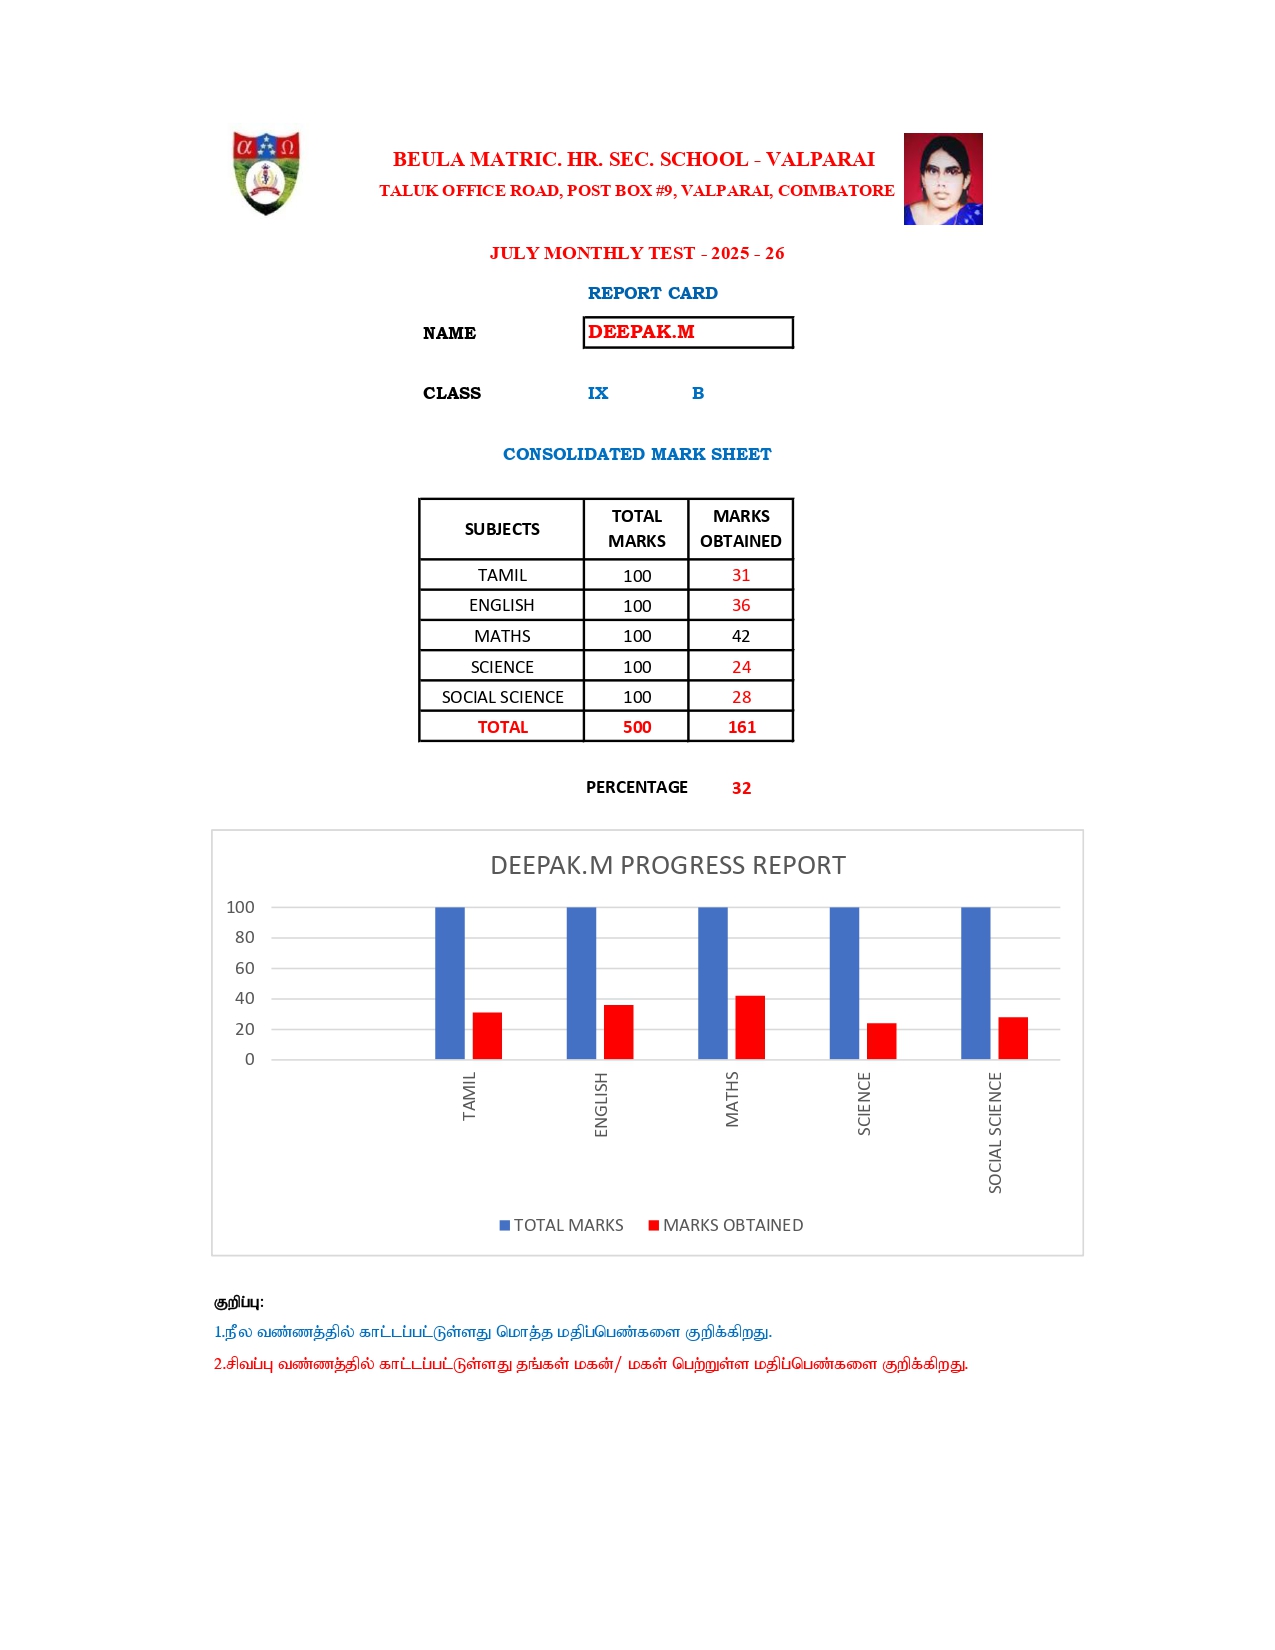 α Ω
BEULA MATRIC. HR. SEC. SCHOOL - VALPARAI
TALUK OFFICE ROAD, POST BOX #9, VALPARAI, COIMBATORE
JULY MONTHLY TEST - 2025 - 26
REPORT CARD
NAME DEEPAK.M
CLASS IX B
CONSOLIDATED MARK SHEET
SUBJECTS TOTAL MARKS MARKS OBTAINED
TAMIL 100 31
ENGLISH 100 36
MATHS 100 42
SCIENCE 100 24
SOCIAL SCIENCE 100 28
TOTAL 500 161
PERCENTAGE 32
DEEPAK.M PROGRESS REPORT
100
80
60
40
20
0
TAMIL ENGLISH MATHS SCIENCE SOCIAL SCIENCE
TOTAL MARKS MARKS OBTAINED
குறிப்பு:
1.நீல வண்ணத்தில் காட்டப்பட்டுள்ளது மொத்த மதிப்பெண்களை குறிக்கிறது.
2.சிவப்பு வண்ணத்தில் காட்டப்பட்டுள்ளது தங்கள் மகன்/ மகள் பெற்றுள்ள மதிப்பெண்களை குறிக்கிறது.